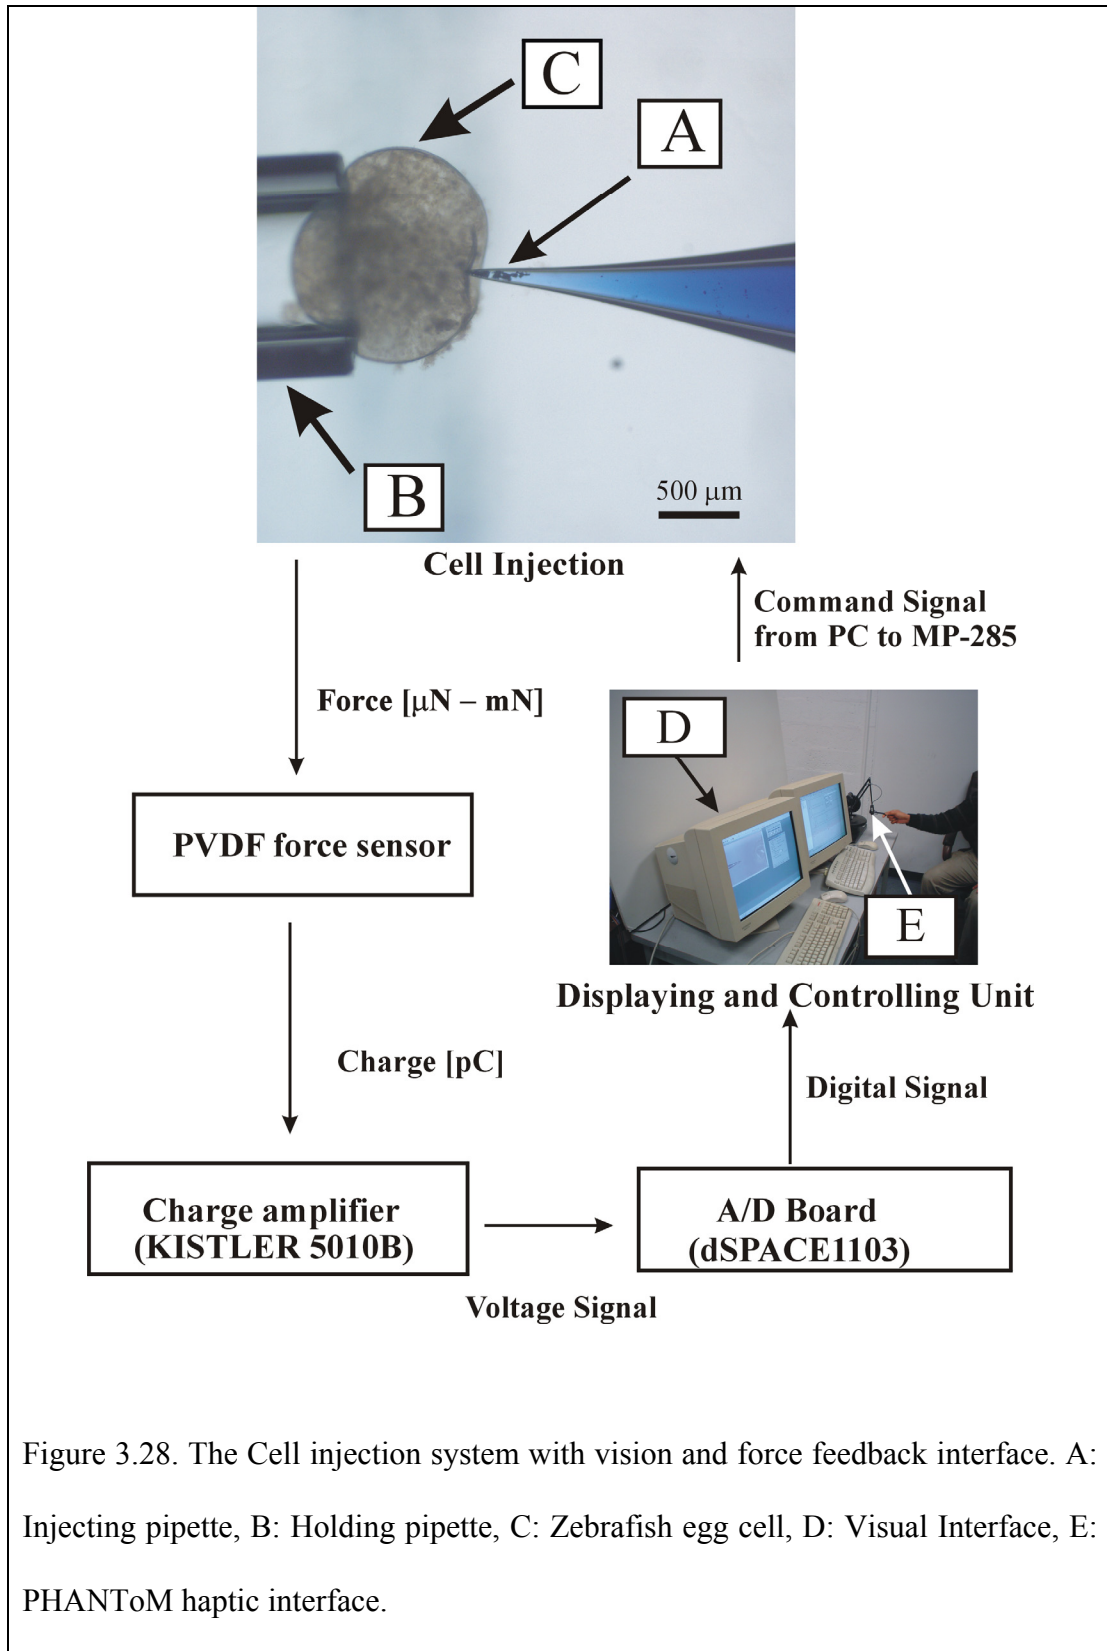 C
A
B
500 μm
Cell Injection
Command Signal
from PC to MP-285
Force [μN – mN]
D
PVDF force sensor
E
Displaying and Controlling Unit
Charge [pC]
Digital Signal
Charge amplifier
(KISTLER 5010B)
A/D Board
(dSPACE1103)
Voltage Signal
Figure 3.28. The Cell injection system with vision and force feedback interface. A:
Injecting pipette, B: Holding pipette, C: Zebrafish egg cell, D: Visual Interface, E:
PHANToM haptic interface.